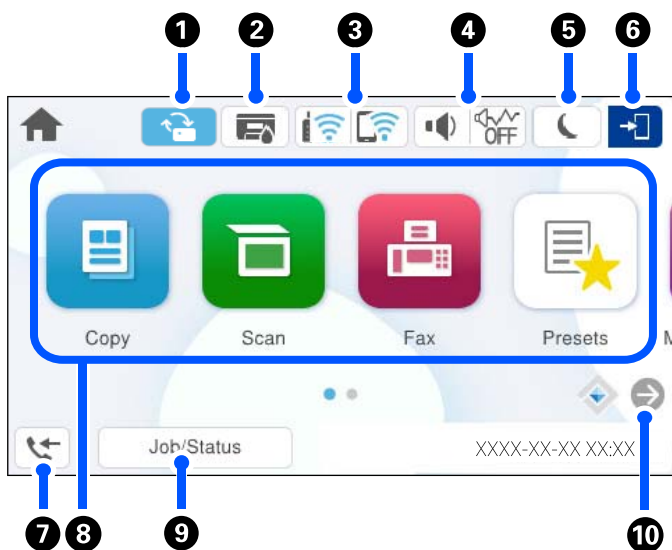 1 2 3 4 5 6
OFF
Copy Scan Fax Presets M
Job/Status XXXX-XX-XX XX:XX
7 8 9 10